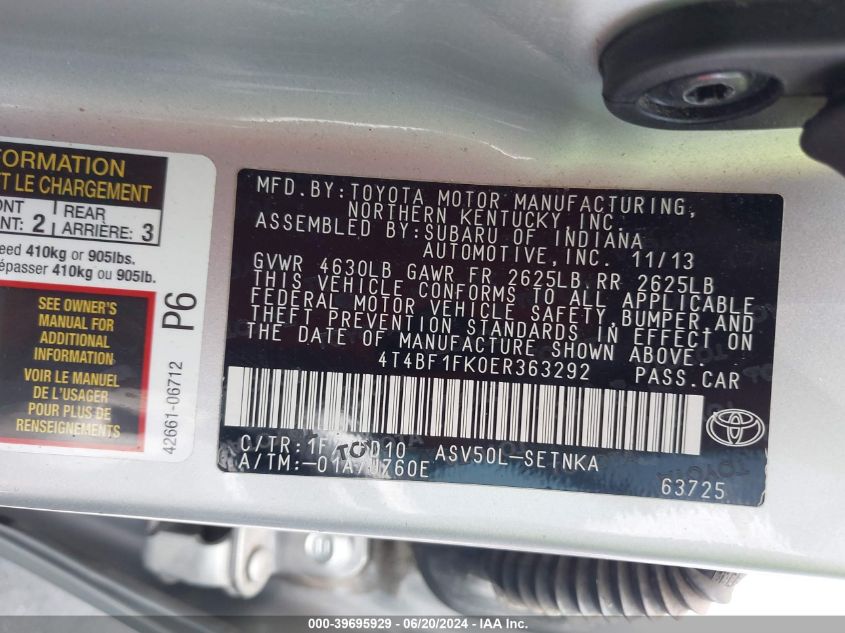 FORMATION
T LE CHARGEMENT
NT: 2 REAR ARRIÈRE: 3
eed 410kg or 905lbs.
épasser 410kg ou 905lb.
SEE OWNER'S
MANUAL FOR
ADDITIONAL
INFORMATION
VOIR LE MANUEL
DE L'USAGER
POUR PLUS DE
RENSEIGNEMENTS
42661-06712 P6
MFD.BY:TOYOTA MOTOR MANUFACTURING,
NORTHERN KENTUCKY,INC.
ASSEMBLED BY:SUBARU OF INDIANA
AUTOMOTIVE,INC. 11/13
GVWR 4630LB GAWR FR 2625LB RR 2625LB
THIS VEHICLE CONFORMS TO ALL APPLICABLE
FEDERAL MOTOR VEHICLE SAFETY,BUMPER,AND
THEFT PREVENTION STANDARDS IN EFFECT ON
THE DATE OF MANUFACTURE SHOWN ABOVE.
4T4BF1FK0ER363292 PASS.CAR
C/TR: ASV50L-SETNKA
A/TM:
63725
000-39695929 - 06/20/2024 - IAAI.COM